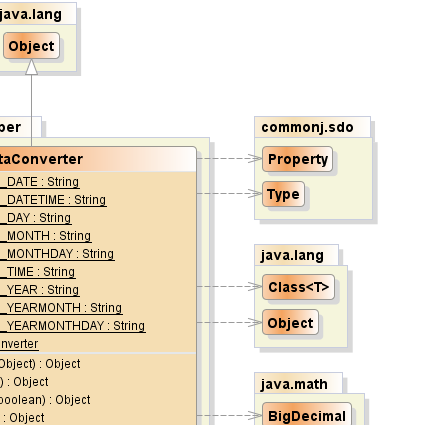 java.lang
Object
per
taConverter
_DATE : String
_DATETIME : String
_DAY : String
_MONTH : String
_MONTHDAY : String
_TIME : String
_YEAR : String
_YEARMONTH : String
_YEARMONTHDAY : String
nverter
Object) : Object
) : Object
boolean) : Object
: Object
commonj.sdo
Property
Type
java.lang
Class<T>
Object
java.math
BigDecimal